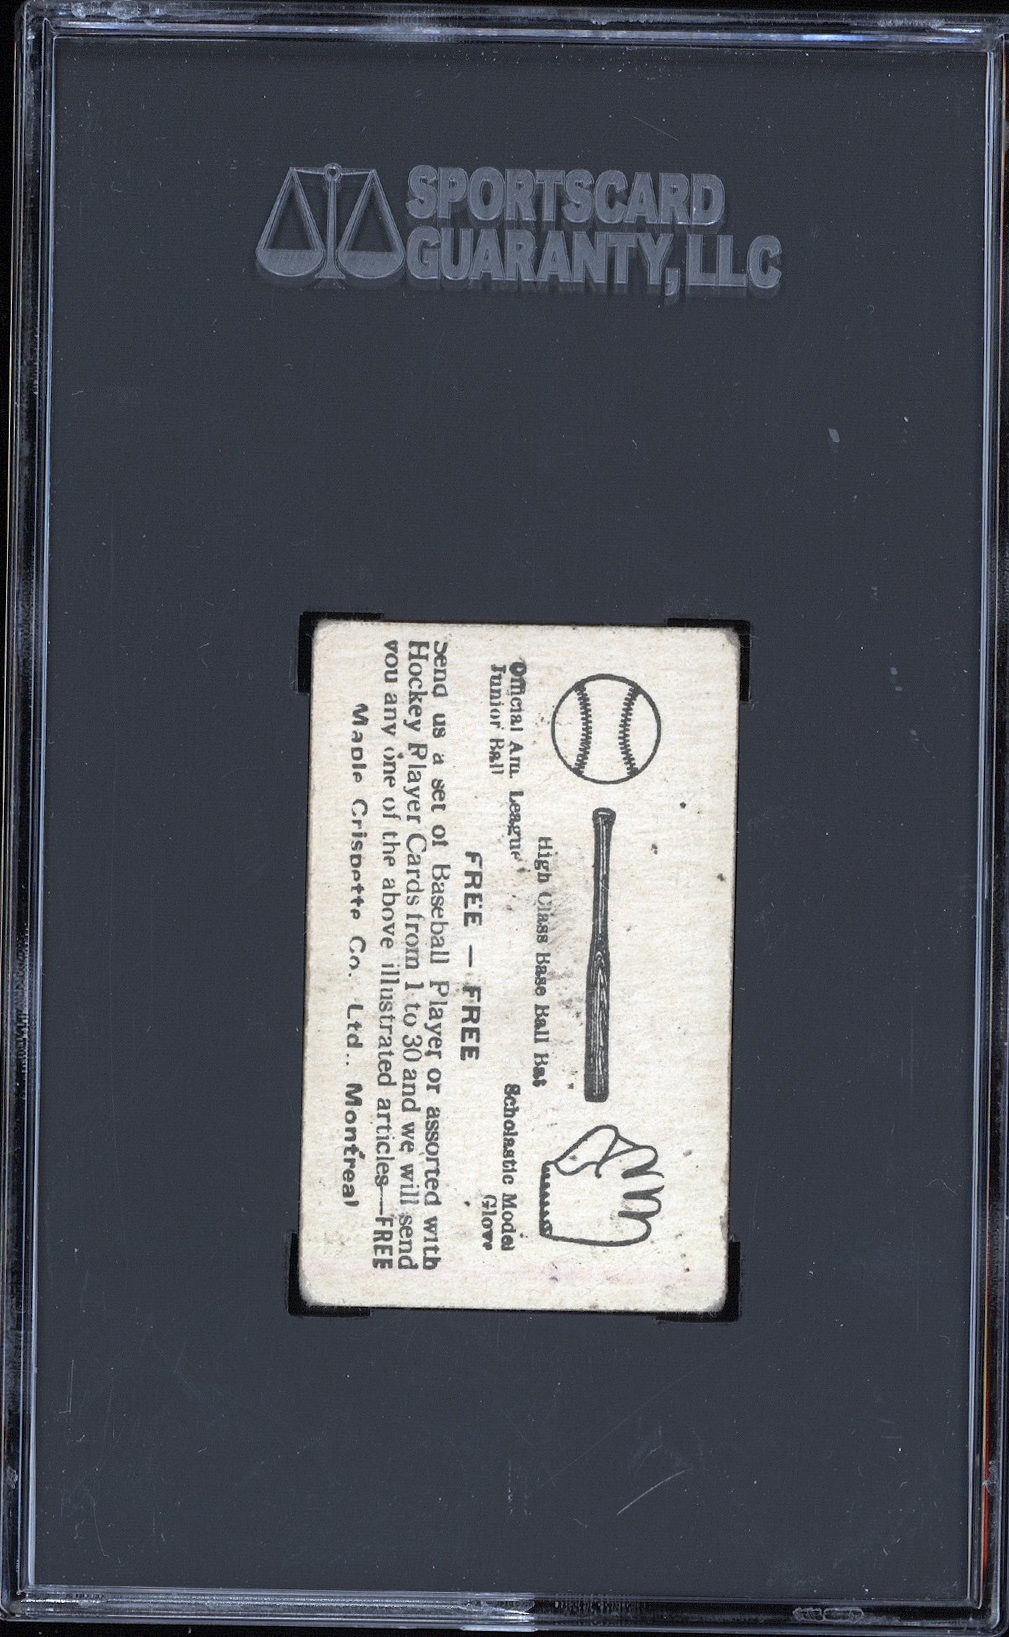 SPORTSCARD
GUARANTY, LLC
Official Am. League
Junior Ball
High Class Base Ball Bat
Scholastic Model
Glove
FREE — FREE
Send us a set of Baseball Player or assorted with
Hockey Player Cards from 1 to 30 and we will send
you any one of the above illustrated articles—FREE
Maple Crispette Co. Ltd., Montreal